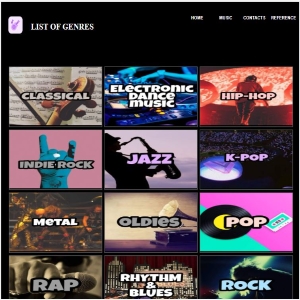 HOME MUSIC CONTACTS REFERENCE
LIST OF GENRES
CLASSICAL
ELECTRONIC
DANCE
MUSIC
HIP-HOP
INDIE ROCK
JAZZ
K-POP
METAL
OLDIES
POP
RAP
RHYTHM
&
BLUES
ROCK